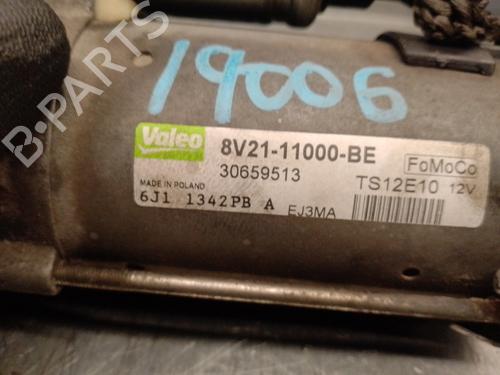 19006
Valeo
8V21-11000-BE
FoMoCo
30659513
TS12E10 12V
MADE IN POLAND
6J1 1342PB A
EJ3MA
B-PARTS